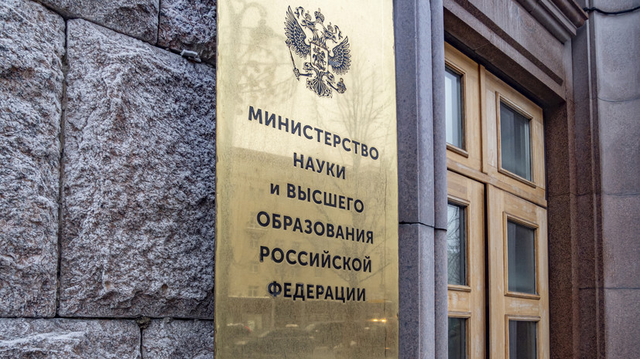 МИНИСТЕРСТВО
НАУКИ
и ВЫСШЕГО
ОБРАЗОВАНИЯ
РОССИЙСКОЙ
ФЕДЕРАЦИИ